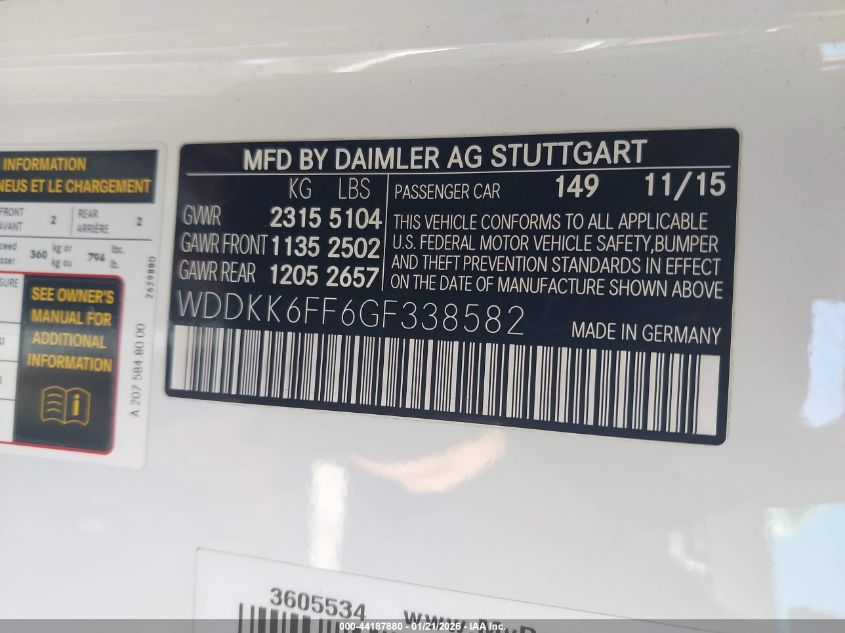 INFORMATION
NEUS ET LE CHARGEMENT
FRONT 2 REAR 2
AVANT ARRIÈRE
360 kg or 794 lbs.
kg ou lb.
SEE OWNER'S
MANUAL FOR
ADDITIONAL
INFORMATION
2629880
A 207 584 80 00
MFD BY DAIMLER AG STUTTGART
KG LBS PASSENGER CAR 149 11/15
GVWR 2315 5104
GAWR FRONT 1135 2502
GAWR REAR 1205 2657
THIS VEHICLE CONFORMS TO ALL APPLICABLE
U.S. FEDERAL MOTOR VEHICLE SAFETY,BUMPER
AND THEFT PREVENTION STANDARDS IN EFFECT
ON THE DATE OF MANUFACTURE SHOWN ABOVE
WDDKK6FF6GF338582
MADE IN GERMANY
3605534
000-44187880 - 01/21/2026 - IAA Inc.